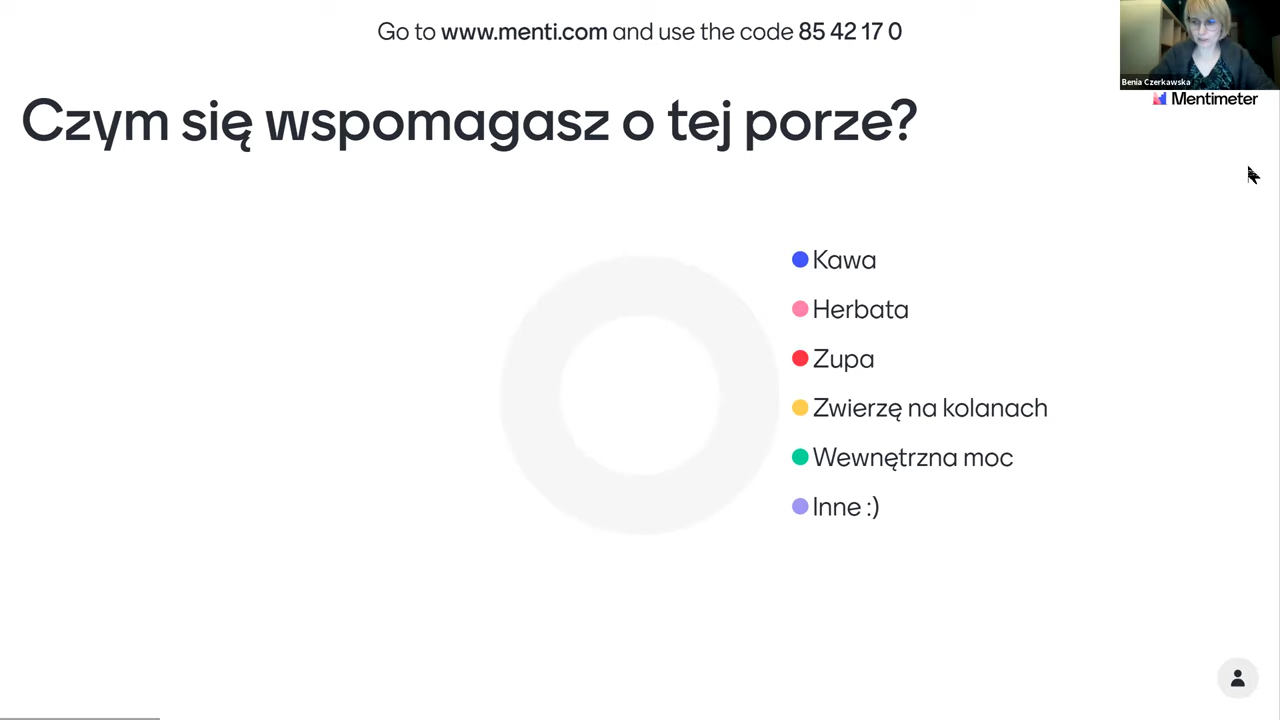 Go to www.menti.com and use the code 85 42 17 0
Benia Czerkawska
Mentimeter
Czym się wspomagasz o tej porze?
Kawa
Herbata
Zupa
Zwierzę na kolanach
Wewnętrzna moc
Inne :)